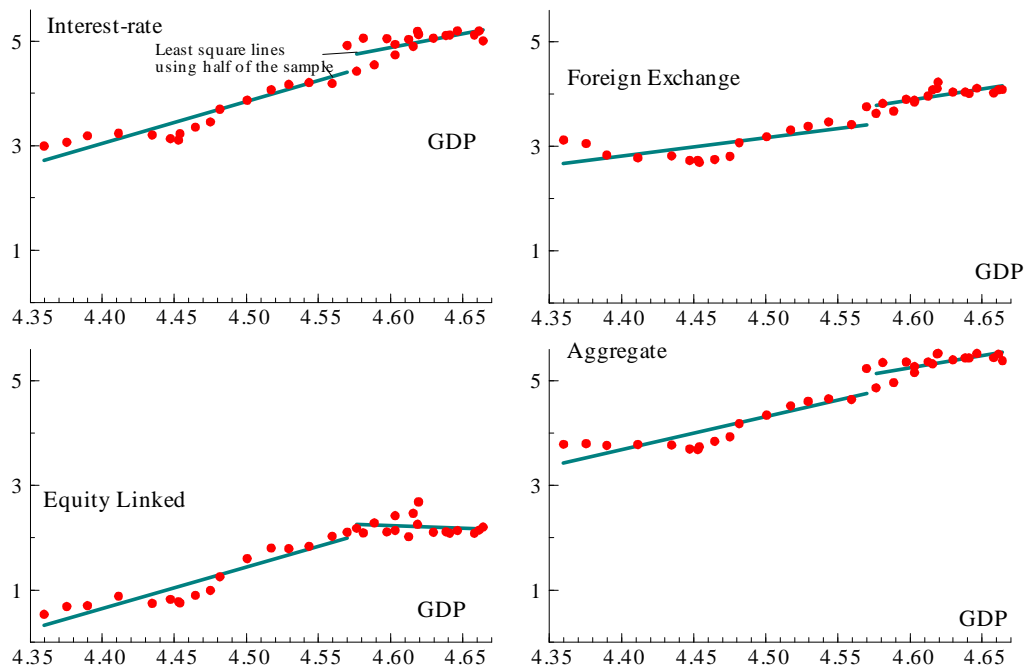 Interest-rate
5
Least square lines
using half of the sample
3
GDP
1
4.35 4.40 4.45 4.50 4.55 4.60 4.65
5
Foreign Exchange
3
1
GDP
4.35 4.40 4.45 4.50 4.55 4.60 4.65
5
3
Equity Linked
1
GDP
4.35 4.40 4.45 4.50 4.55 4.60 4.65
Aggregate
5
3
1
GDP
4.35 4.40 4.45 4.50 4.55 4.60 4.65